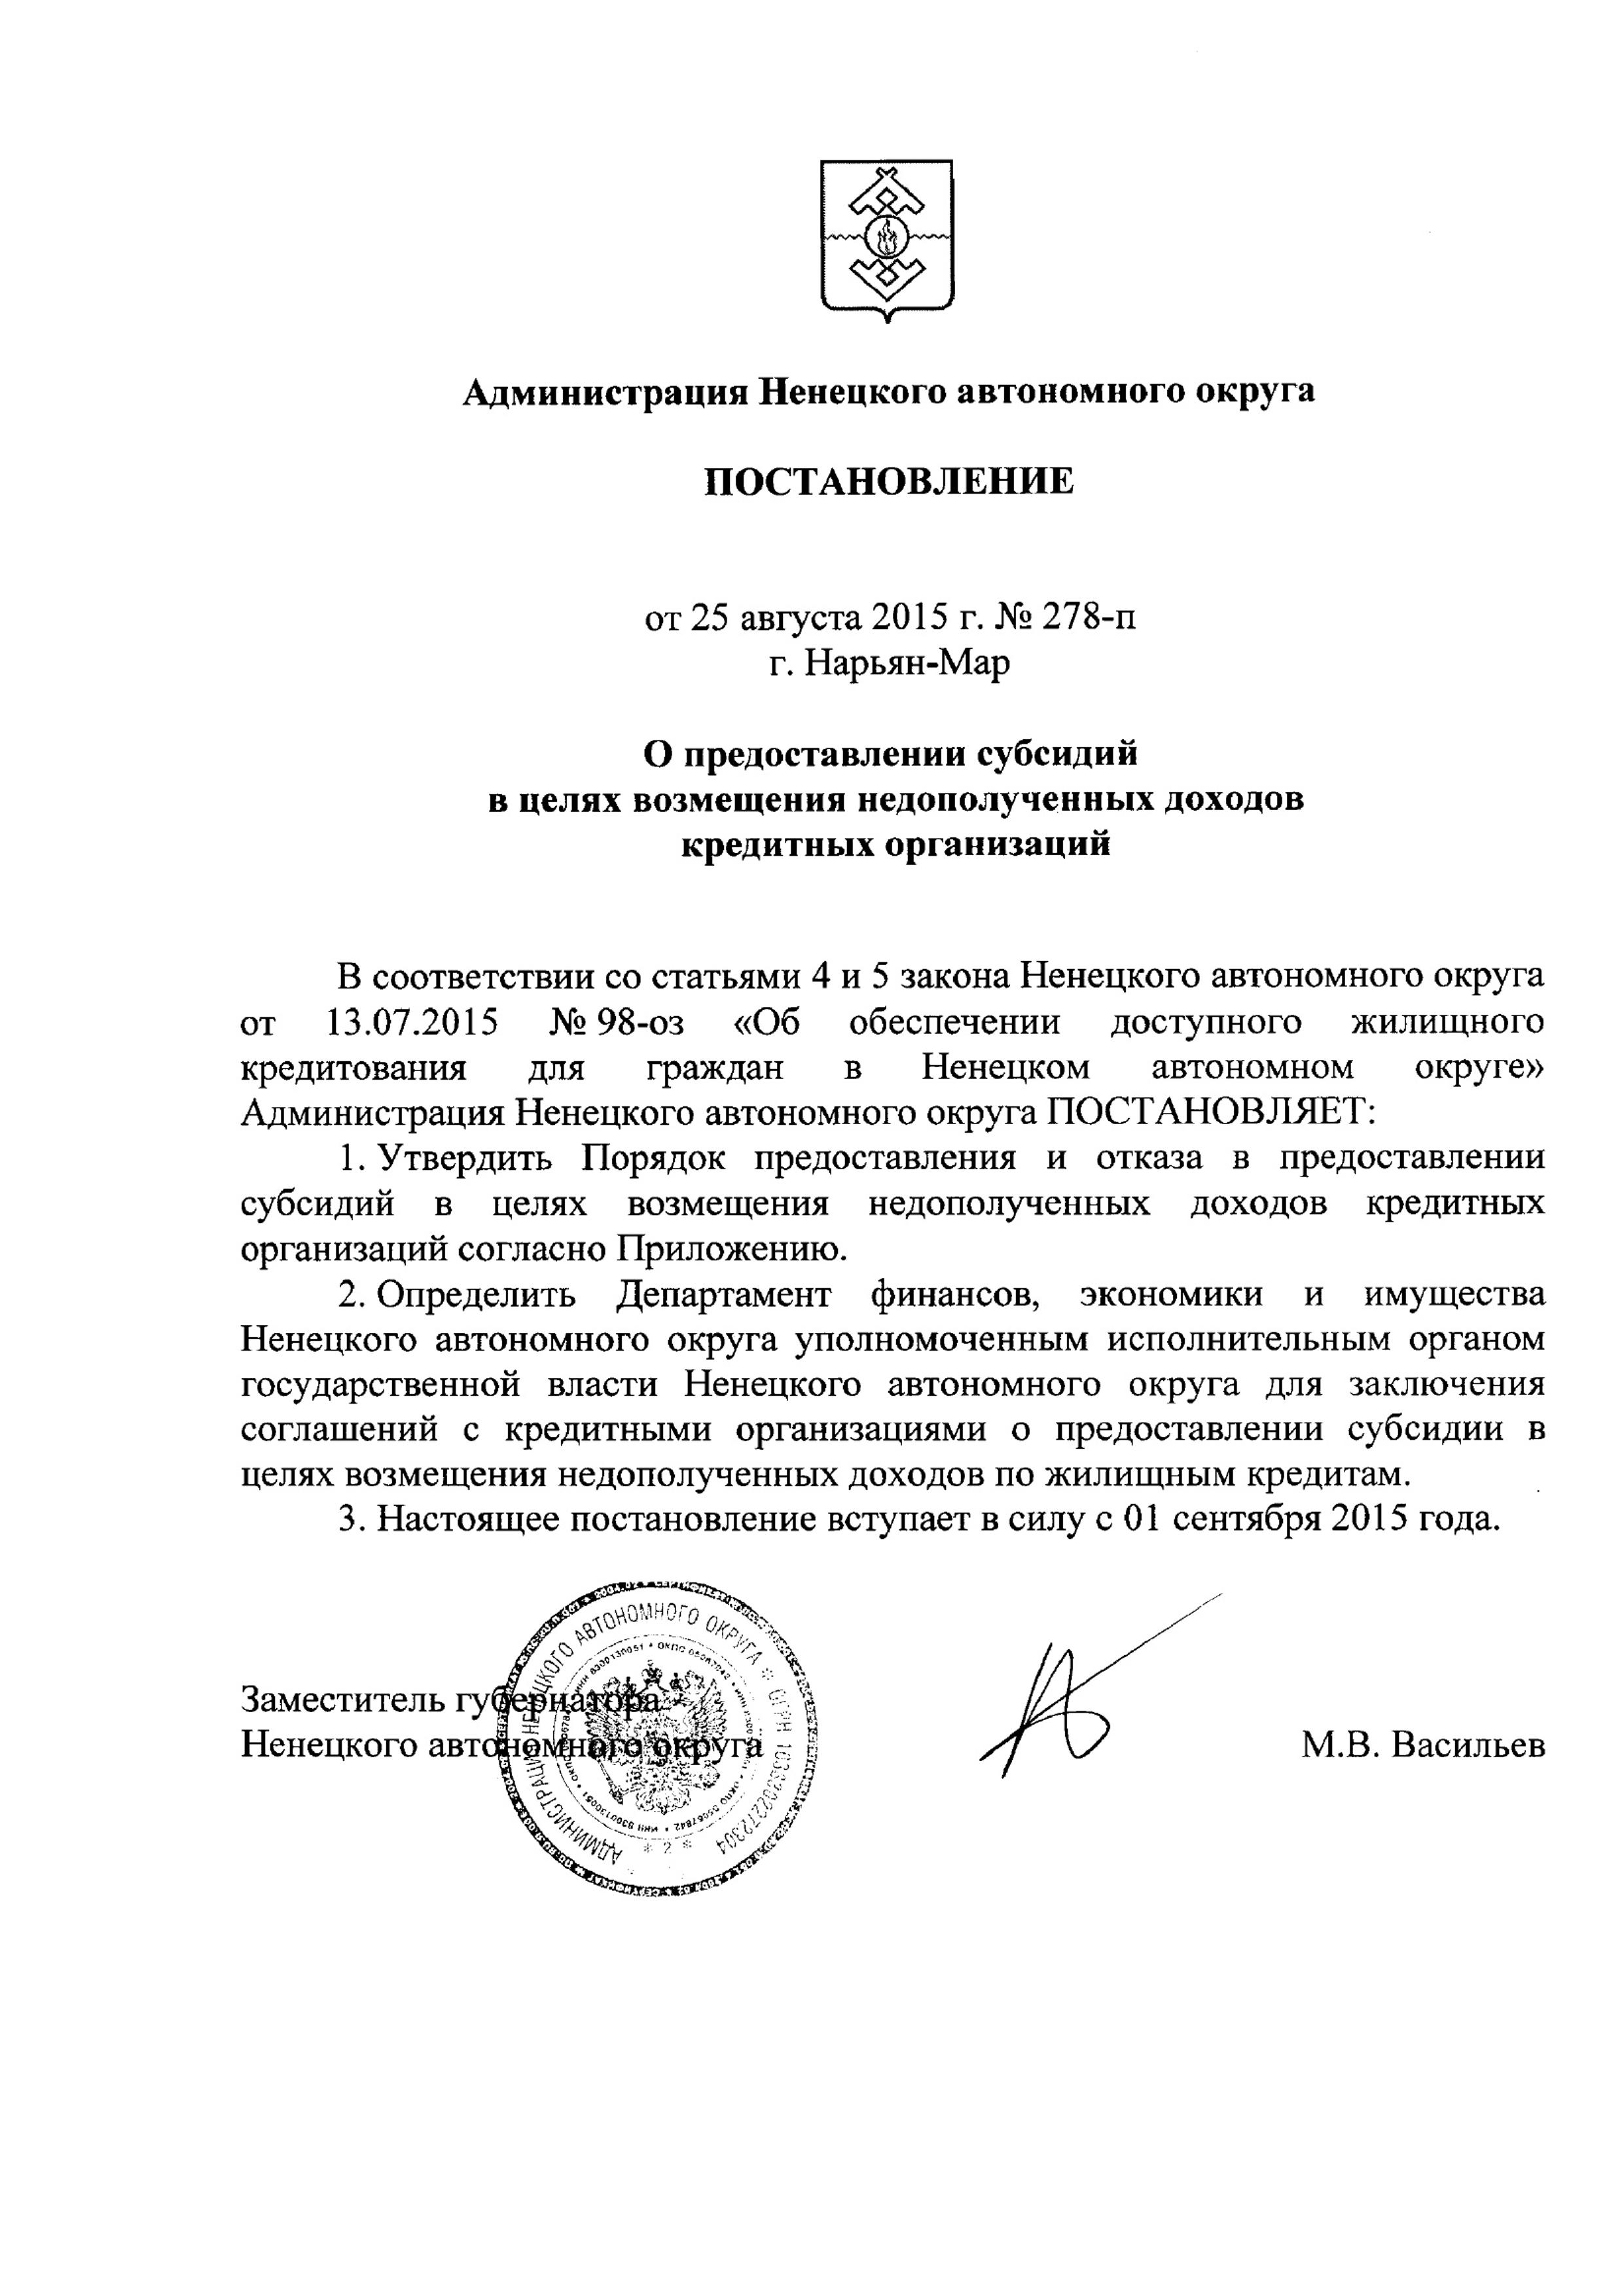 Администрация Ненецкого автономного округа
ПОСТАНОВЛЕНИЕ
от 25 августа 2015 г. № 278-п
г. Нарьян-Мар
О предоставлении субсидий
в целях возмещения недополученных доходов
кредитных организаций
В соответствии со статьями 4 и 5 закона Ненецкого автономного округа
от 13.07.2015 № 98-оз «Об обеспечении доступного жилищного
кредитования для граждан в Ненецком автономном округе»
Администрация Ненецкого автономного округа ПОСТАНОВЛЯЕТ:
1. Утвердить Порядок предоставления и отказа в предоставлении
субсидий в целях возмещения недополученных доходов кредитных
организаций согласно Приложению.
2. Определить Департамент финансов, экономики и имущества
Ненецкого автономного округа уполномоченным исполнительным органом
государственной власти Ненецкого автономного округа для заключения
соглашений с кредитными организациями о предоставлении субсидии в
целях возмещения недополученных доходов по жилищным кредитам.
3. Настоящее постановление вступает в силу с 01 сентября 2015 года.
Заместитель губернатора
Ненецкого автономного округа
М.В. Васильев
АДМИНИСТРАЦИЯ НЕНЕЦКОГО АВТОНОМНОГО ОКРУГА * ОГРН
* 2 *